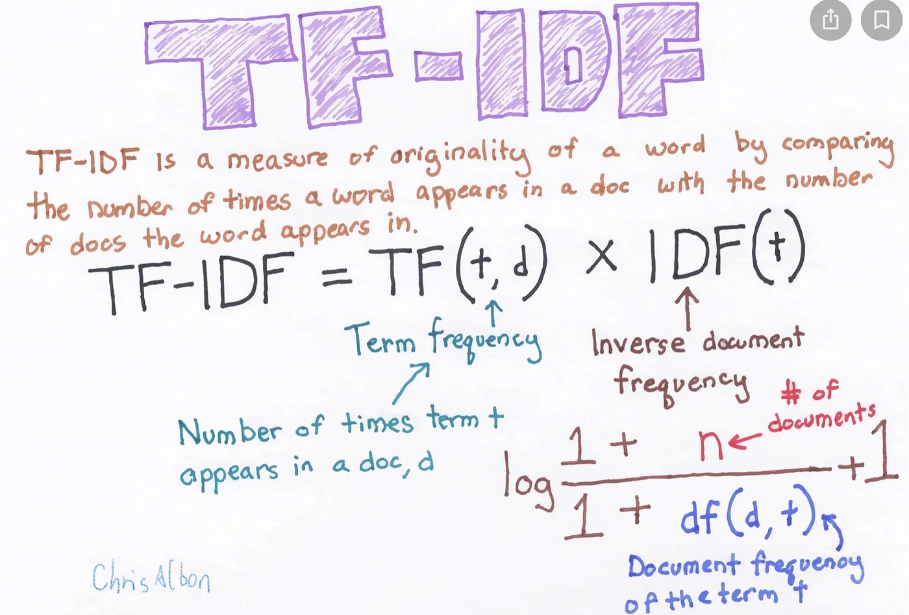 TF-IDF
TF-IDF is a measure of originality of a word by comparing
the number of times a word appears in a doc with the number
of docs the word appears in.
TF-IDF = TF(t, d) x IDF(t)
Term frequency
Inverse document
frequency
Number of times term t
appears in a doc, d
# of
documents
log 1 + n / 1 + df(d, t) + 1
Document frequency
of the term t
Chris Albon